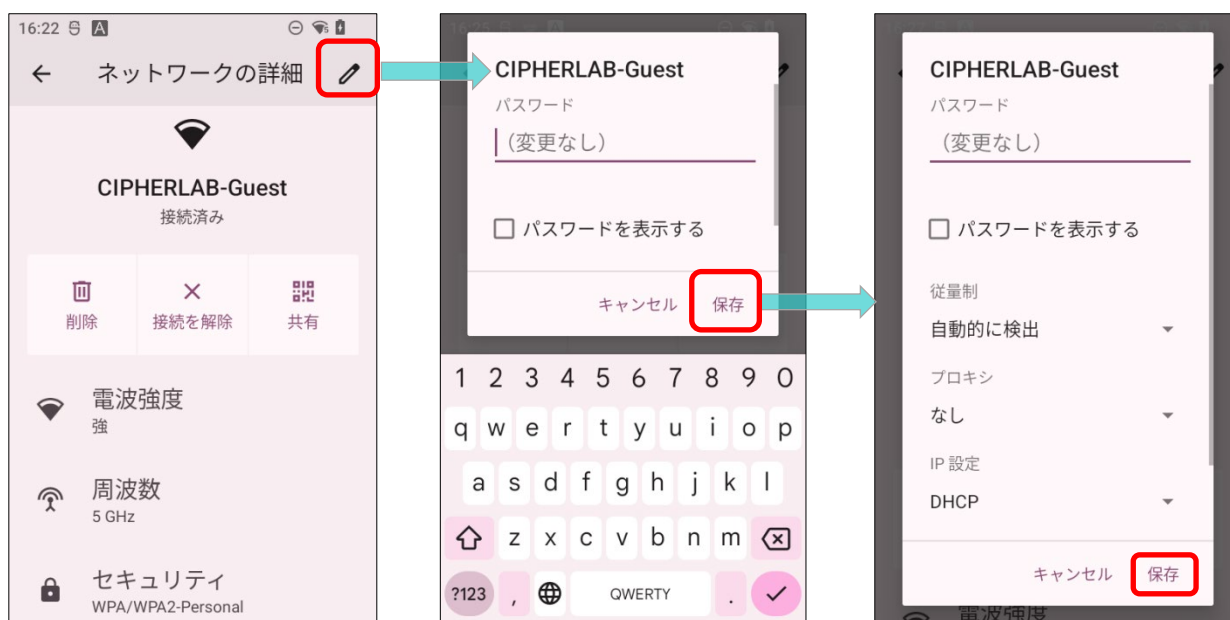 16:22
A
ネットワークの詳細
CIPHERLAB-Guest
接続済み
削除
接続を解除
共有
電波強度
強
周波数
5 GHz
セキュリティ
WPA/WPA2-Personal
CIPHERLAB-Guest
パスワード
（変更なし）
パスワードを表示する
キャンセル
保存
1 2 3 4 5 6 7 8 9 0
q w e r t y u i o p
a s d f g h j k l
z x c v b n m
?123 , QWERTY .
CIPHERLAB-Guest
パスワード
（変更なし）
パスワードを表示する
従量制
自動的に検出
プロキシ
なし
IP 設定
DHCP
キャンセル
保存
電波強度